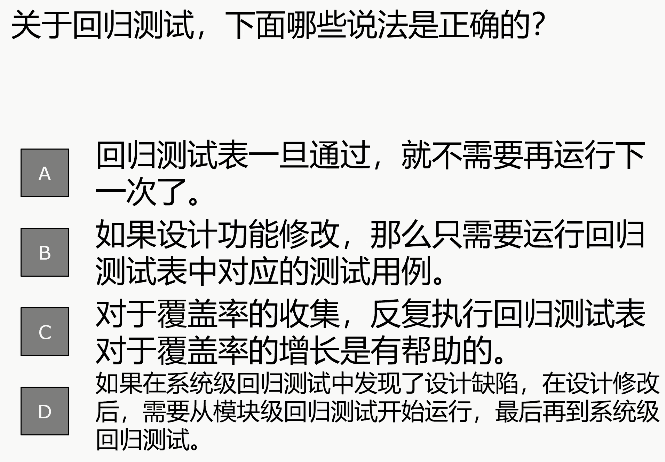 关于回归测试，下面哪些说法是正确的？
A 回归测试表一旦通过，就不需要再运行下
一次了。
B 如果设计功能修改，那么只需要运行回归
测试表中对应的测试用例。
C 对于覆盖率的收集，反复执行回归测试表
对于覆盖率的增长是有帮助的。
D 如果在系统级回归测试中发现了设计缺陷，在设计修改
后，需要从模块级回归测试开始运行，最后再到系统级
回归测试。